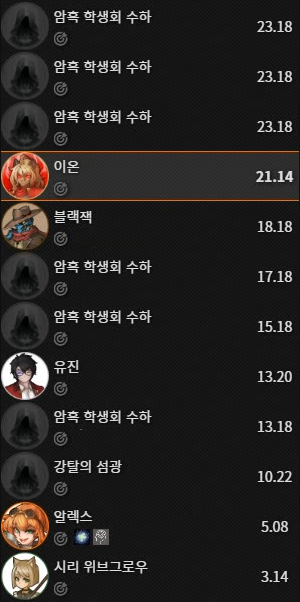 암흑 학생회 수하
23.18
암흑 학생회 수하
23.18
암흑 학생회 수하
23.18
이온
21.14
블랙잭
18.18
암흑 학생회 수하
17.18
암흑 학생회 수하
15.18
유진
13.20
암흑 학생회 수하
13.18
강탈의 섬광
10.22
알렉스
5.08
시리 위브그로우
3.14